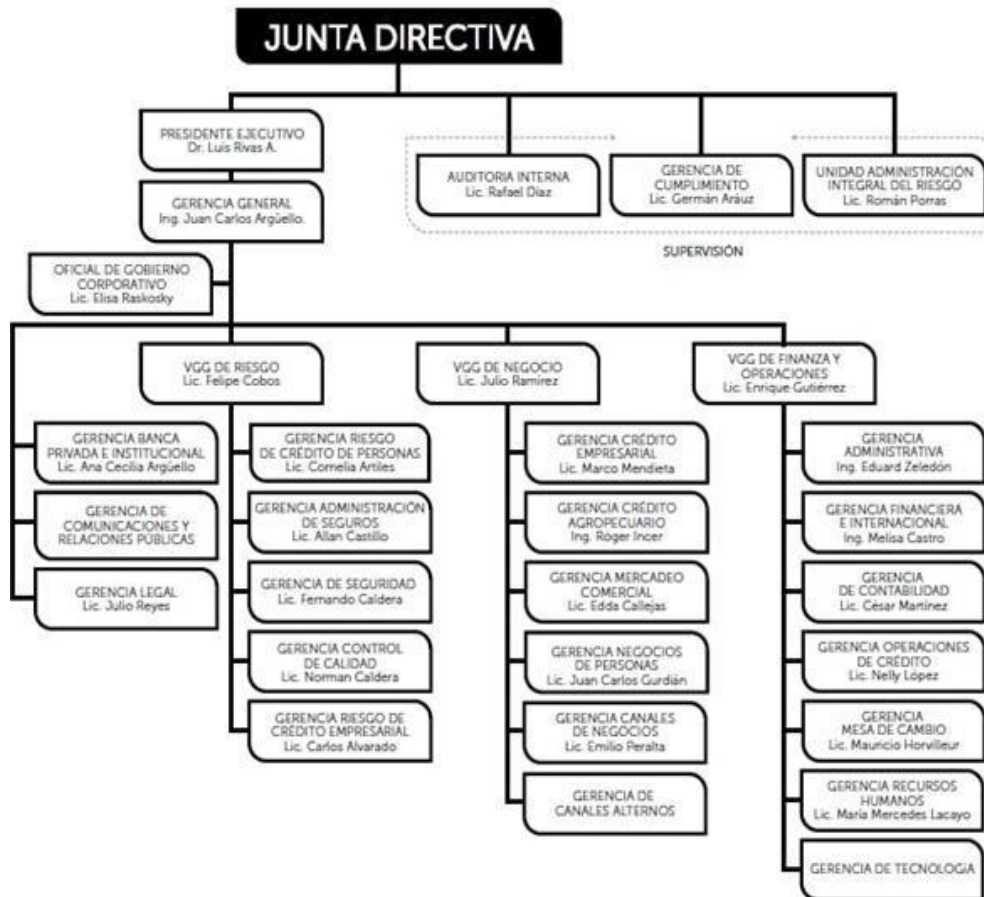 JUNTA DIRECTIVA
PRESIDENTE EJECUTIVO
Dr. Luis Rivas A.
GERENCIA GENERAL
Ing. Juan Carlos Argüello.
AUDITORIA INTERNA
Lic. Rafael Díaz
GERENCIA DE
CUMPLIMIENTO
Lic. Germán Aráuz
UNIDAD ADMINISTRACIÓN
INTEGRAL DEL RIESGO
Lic. Román Porras
SUPERVISIÓN
OFICIAL DE GOBIERNO
CORPORATIVO
Lic. Elisa Raskosky
VGG DE RIESGO
Lic. Felipe Cobos
VGG DE NEGOCIO
Lic. Julio Ramírez
VGG DE FINANZA Y
OPERACIONES
Lic. Enrique Gutiérrez
GERENCIA BANCA
PRIVADA E INSTITUCIONAL
Lic. Ana Cecilia Argüello
GERENCIA DE
COMUNICACIONES Y
RELACIONES PÚBLICAS
GERENCIA LEGAL
Lic. Julio Reyes
GERENCIA RIESGO
DE CRÉDITO DE PERSONAS
Lic. Cornelia Artiles
GERENCIA ADMINISTRACIÓN
DE SEGUROS
Lic. Allan Castillo
GERENCIA DE SEGURIDAD
Lic. Fernando Caldera
GERENCIA CONTROL
DE CALIDAD
Lic. Norman Caldera
GERENCIA RIESGO DE
CRÉDITO EMPRESARIAL
Lic. Carlos Alvarado
GERENCIA CRÉDITO
EMPRESARIAL
Lic. Marco Mendieta
GERENCIA CRÉDITO
AGROPECUARIO
Ing. Róger Incer
GERENCIA MERCADEO
COMERCIAL
Lic. Edda Callejas
GERENCIA NEGOCIOS
DE PERSONAS
Lic. Juan Carlos Gurdián
GERENCIA CANALES
DE NEGOCIOS
Lic. Emilio Peralta
GERENCIA DE
CANALES ALTERNOS
GERENCIA
ADMINISTRATIVA
Ing. Eduard Zeledón
GERENCIA FINANCIERA
E INTERNACIONAL
Ing. Melisa Castro
GERENCIA
DE CONTABILIDAD
Lic. César Martínez
GERENCIA OPERACIONES
DE CRÉDITO
Lic. Nelly López
GERENCIA
MESA DE CAMBIO
Lic. Mauricio Horvilleur
GERENCIA RECURSOS
HUMANOS
Lic. María Mercedes Lacayo
GERENCIA DE TECNOLOGíA